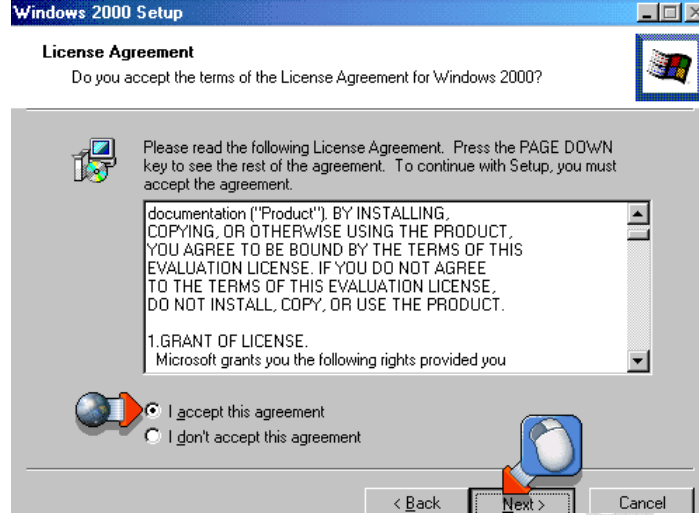 Windows 2000 Setup
License Agreement
Do you accept the terms of the License Agreement for Windows 2000?
Please read the following License Agreement. Press the PAGE DOWN
key to see the rest of the agreement. To continue with Setup, you must
accept the agreement.
documentation ("Product"). BY INSTALLING,
COPYING, OR OTHERWISE USING THE PRODUCT,
YOU AGREE TO BE BOUND BY THE TERMS OF THIS
EVALUATION LICENSE. IF YOU DO NOT AGREE
TO THE TERMS OF THIS EVALUATION LICENSE,
DO NOT INSTALL, COPY, OR USE THE PRODUCT.
1.GRANT OF LICENSE.
Microsoft grants you the following rights provided you
I accept this agreement
I don't accept this agreement
< Back Next > Cancel